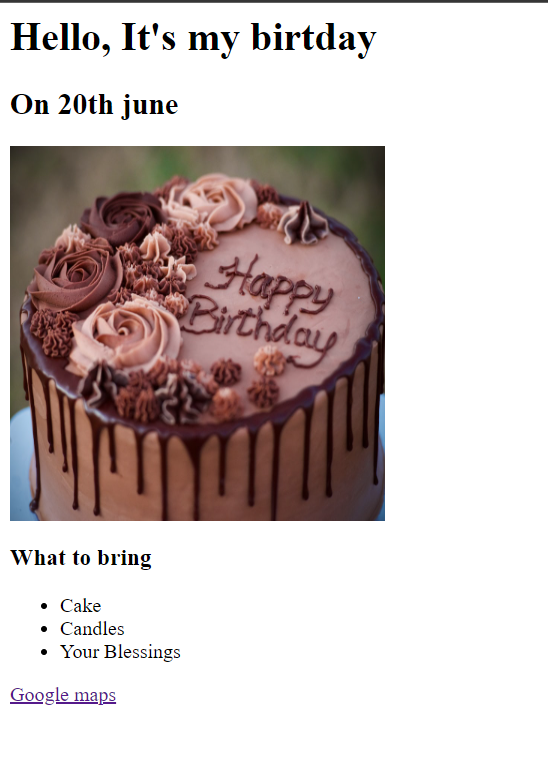 Hello, It's my birtday
On 20th june
Happy
Birthday
What to bring
Cake
Candles
Your Blessings
Google maps